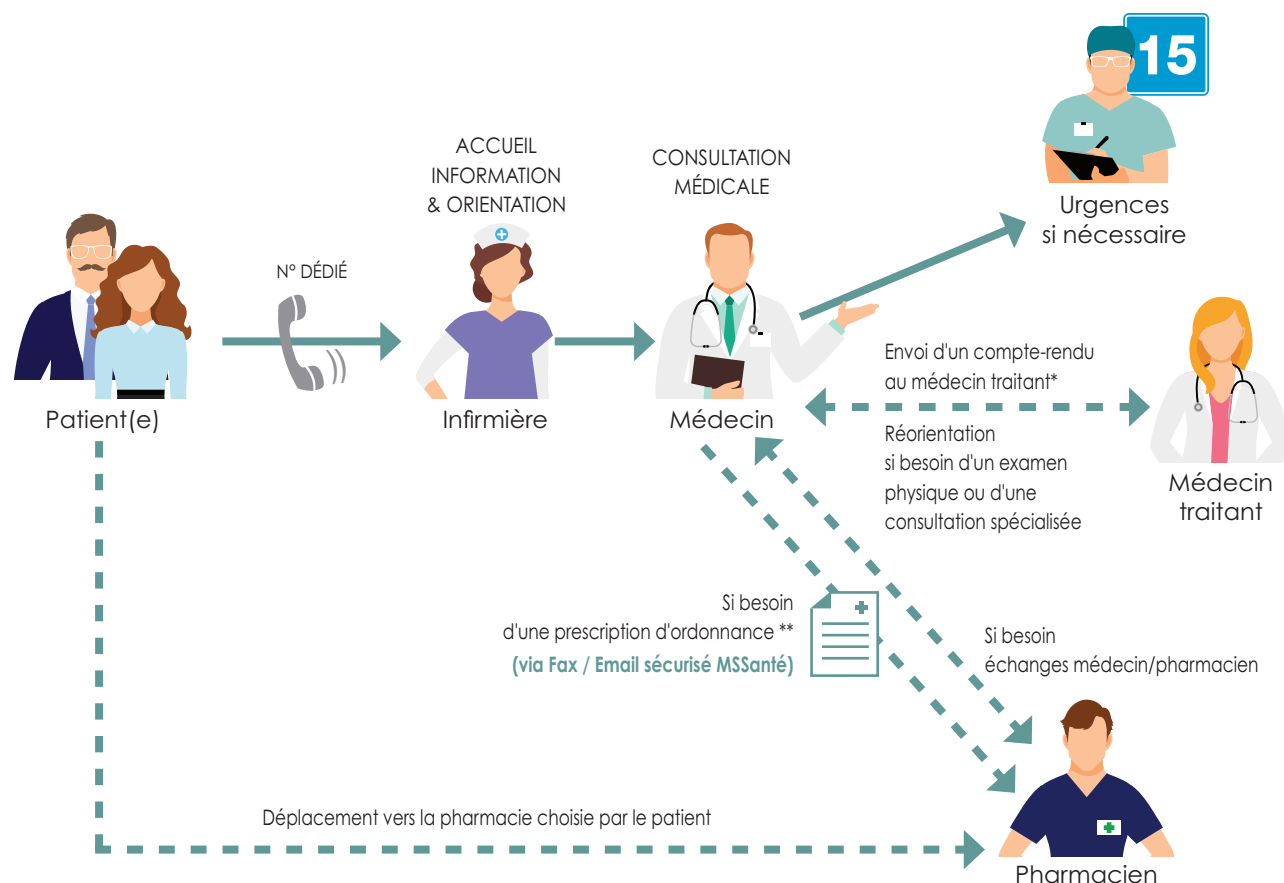 15
ACCUEIL
INFORMATION
& ORIENTATION
CONSULTATION
MÉDICALE
Urgences
si nécessaire
N° DÉDIÉ
Patient(e)
Infirmière
Médecin
Envoi d'un compte-rendu
au médecin traitant*
Réorientation
si besoin d'un examen
physique ou d'une
consultation spécialisée
Médecin
traitant
Si besoin
d'une prescription d'ordonnance **
(via Fax / Email sécurisé MSSanté)
Si besoin
échanges médecin/pharmacien
Déplacement vers la pharmacie choisie par le patient
Pharmacien